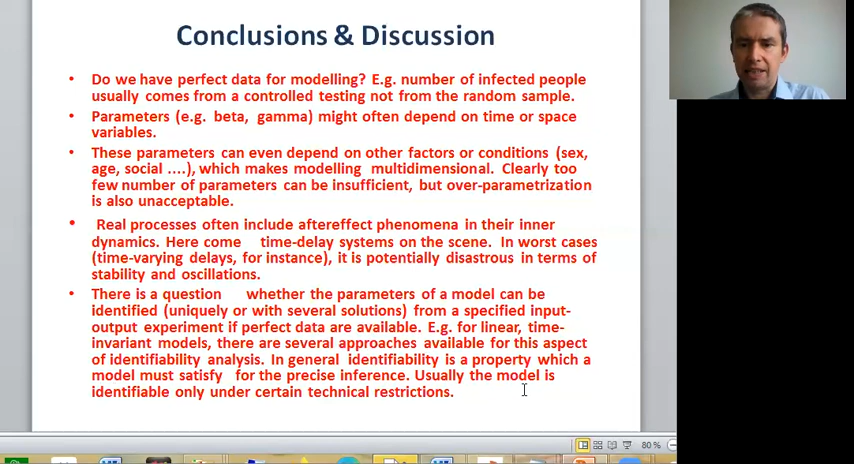 Conclusions & Discussion
• Do we have perfect data for modelling? E.g. number of infected people
usually comes from a controlled testing not from the random sample.
• Parameters (e.g. beta, gamma) might often depend on time or space
variables.
• These parameters can even depend on other factors or conditions (sex,
age, social ....), which makes modelling multidimensional. Clearly too
few number of parameters can be insufficient, but over-parametrization
is also unacceptable.
• Real processes often include aftereffect phenomena in their inner
dynamics. Here come time-delay systems on the scene. In worst cases
(time-varying delays, for instance), it is potentially disastrous in terms of
stability and oscillations.
• There is a question whether the parameters of a model can be
identified (uniquely or with several solutions) from a specified input-
output experiment if perfect data are available. E.g. for linear, time-
invariant models, there are several approaches available for this aspect
of identifiability analysis. In general identifiability is a property which a
model must satisfy for the precise inference. Usually the model is
identifiable only under certain technical restrictions.
80 %